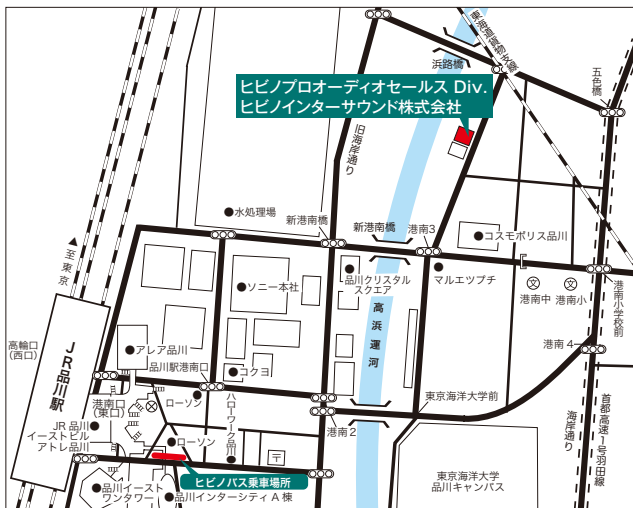 東海道貨物支線
浜路橋
五色橋
ヒビノプロオーディオセールス Div.
ヒビノインターサウンド株式会社
旧海岸通り
水処理場
新港南橋
新港南橋
港南3
コスモポリス品川
▲至東京
ソニー本社
品川クリスタル
スクエア
マルエツプチ
文
文
港南中
港南小
港南小学校前
高浜運河
高輪口
(西口)
JR品川駅
アレア品川
品川駅港南口
コクヨ
港南4
港南口
(東口)
ローソン
ハローワーク品川
東京海洋大学前
港南2
JR品川
イーストビル
アトレ品川
ローソン
〒
海岸通り
首都高速1号羽田線
ヒビノバス乗車場所
品川イースト
ワンタワー
品川インターシティA棟
東京海洋大学
品川キャンパス